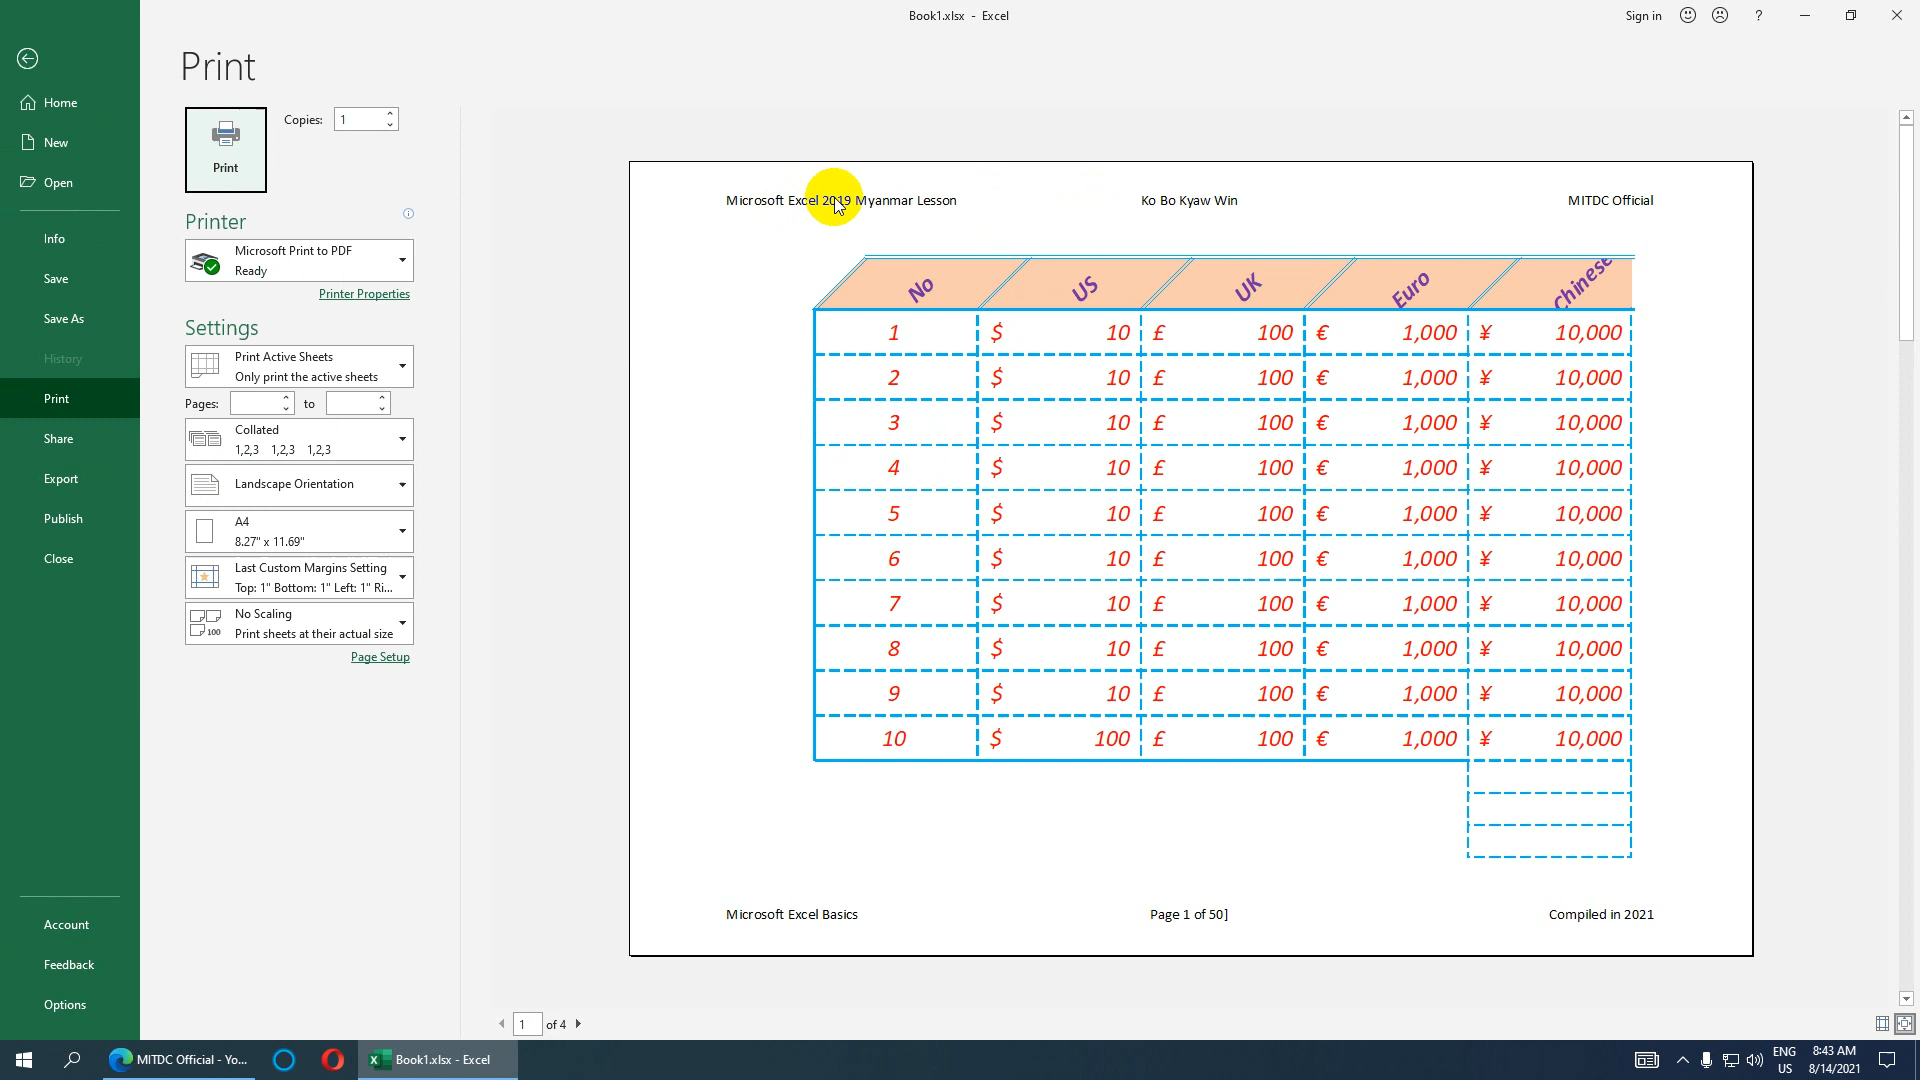 Book1.xlsx - Excel
Sign in
?
Home
New
Open
Info
Save
Save As
History
Print
Share
Export
Publish
Close
Account
Feedback
Options
Print
Print
Copies: 1
Printer
Microsoft Print to PDF
Ready
Printer Properties
Settings
Print Active Sheets
Only print the active sheets
Pages: to
Collated
1,2,3 1,2,3 1,2,3
Landscape Orientation
A4
8.27" x 11.69"
Last Custom Margins Setting
Top: 1" Bottom: 1" Left: 1" Ri...
No Scaling
100
Print sheets at their actual size
Page Setup
Microsoft Excel 2019 Myanmar Lesson Ko Bo Kyaw Win MITDC Official
No US UK Euro Chinese
1 $ 10 £ 100 € 1,000 ¥ 10,000
2 $ 10 £ 100 € 1,000 ¥ 10,000
3 $ 10 £ 100 € 1,000 ¥ 10,000
4 $ 10 £ 100 € 1,000 ¥ 10,000
5 $ 10 £ 100 € 1,000 ¥ 10,000
6 $ 10 £ 100 € 1,000 ¥ 10,000
7 $ 10 £ 100 € 1,000 ¥ 10,000
8 $ 10 £ 100 € 1,000 ¥ 10,000
9 $ 10 £ 100 € 1,000 ¥ 10,000
10 $ 100 £ 100 € 1,000 ¥ 10,000
Microsoft Excel Basics Page 1 of 50] Compiled in 2021
1 of 4
MITDC Official - Yo...
Book1.xlsx - Excel
ENG
US
8:43 AM
8/14/2021